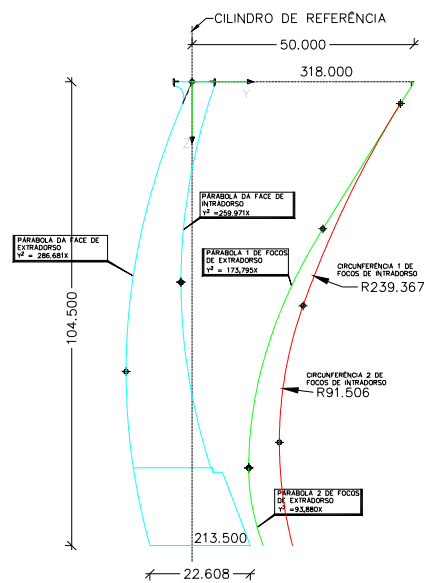 CILINDRO DE REFERÊNCIA
50.000
318.000
Y
Z
PARABOLA DA FACE DE
INTRADORSO
Y² =259,971X
PARABOLA DA FACE DE
EXTRADORSO
Y² = 286,681X
PARABOLA 1 DE FOCOS
DE EXTRADORSO
Y² = 173,795X
CIRCUNFERÊNCIA 1 DE
FOCOS DE INTRADORSO
R239.367
104.500
CIRCUNFERÊNCIA 2 DE
FOCOS DE INTRADORSO
R91.506
PARABOLA 2 DE FOCOS
DE EXTRADORSO
Y² =93,880X
213.500
22.608